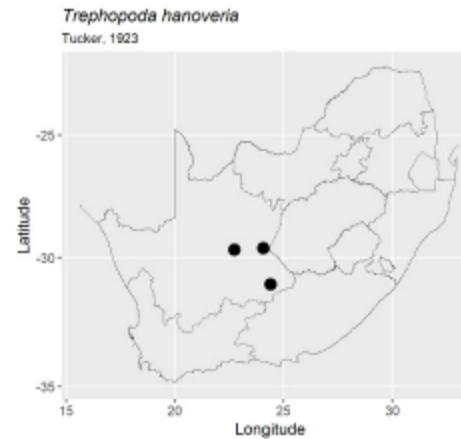 Trephopoda hanoveria
Tucker, 1923
-25
Latitude
-30
-35
15 20 25 30
Longitude